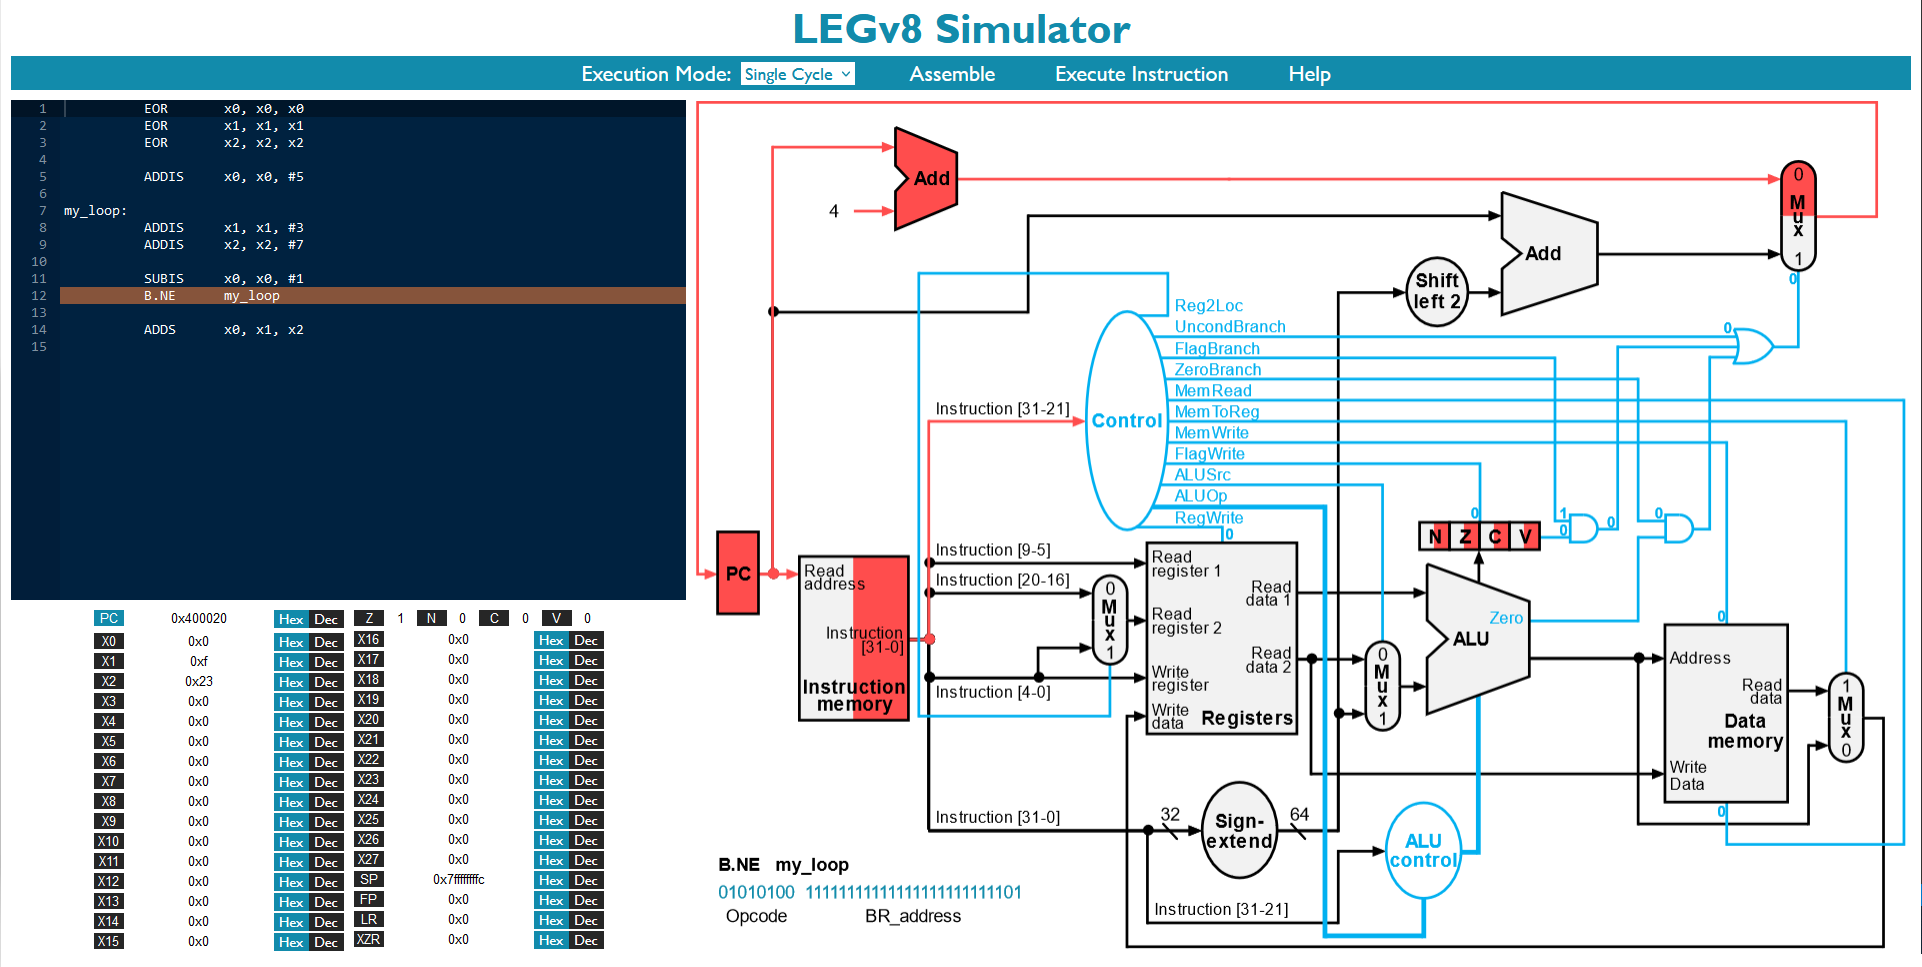 LEGv8 Simulator
Execution Mode: Single Cycle Assemble Execute Instruction Help
1 EOR x0, x0, x0
2 EOR x1, x1, x1
3 EOR x2, x2, x2
4
5 ADDIS x0, x0, #5
6
7 my_loop:
8 ADDIS x1, x1, #3
9 ADDIS x2, x2, #7
10
11 SUBIS x0, x0, #1
12 B.NE my_loop
13
14 ADDS x0, x1, x2
15
PC 0x400020 Hex Dec Z 1 N 0 C 0 V 0
X0 0x0 Hex Dec X16 0x0 Hex Dec
X1 0xf Hex Dec X17 0x0 Hex Dec
X2 0x23 Hex Dec X18 0x0 Hex Dec
X3 0x0 Hex Dec X19 0x0 Hex Dec
X4 0x0 Hex Dec X20 0x0 Hex Dec
X5 0x0 Hex Dec X21 0x0 Hex Dec
X6 0x0 Hex Dec X22 0x0 Hex Dec
X7 0x0 Hex Dec X23 0x0 Hex Dec
X8 0x0 Hex Dec X24 0x0 Hex Dec
X9 0x0 Hex Dec X25 0x0 Hex Dec
X10 0x0 Hex Dec X26 0x0 Hex Dec
X11 0x0 Hex Dec X27 0x0 Hex Dec
X12 0x0 Hex Dec SP 0x7fffffffc Hex Dec
X13 0x0 Hex Dec FP 0x0 Hex Dec
X14 0x0 Hex Dec LR 0x0 Hex Dec
X15 0x0 Hex Dec XZR 0x0 Hex Dec
Add
4
0
Mux
1
0
Add
Shift
left 2
Reg2Loc
UncondBranch
FlagBranch
ZeroBranch
MemRead
MemToReg
MemWrite
FlagWrite
ALUSrc
ALUOp
RegWrite
0
Control
Instruction [31-21]
0
1
0
0
0
0
0
N Z C V
PC
Read
address
Instruction
[31-0]
Instruction
memory
Instruction [9-5]
Instruction [20-16]
Instruction [4-0]
0
Mux
1
Read
register 1
Read
register 2
Write
register
Write
data
Read
data 1
Read
data 2
Registers
0
Mux
1
Zero
ALU
0
Address
Read
data
Data
memory
Write
Data
0
1
Mux
0
Instruction [31-0]
32
Sign-
extend
64
ALU
control
Instruction [31-21]
B.NE my_loop
01010100 111111111111111111111101
Opcode BR_address